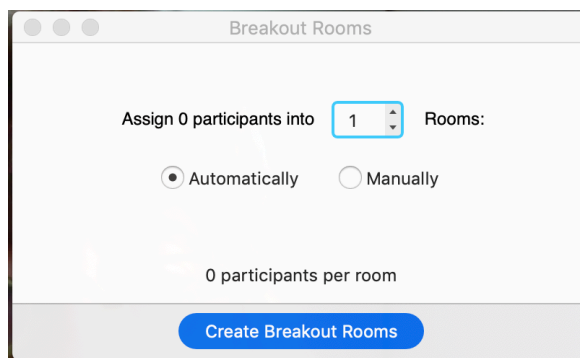 Breakout Rooms
Assign 0 participants into 1 Rooms:
Automatically Manually
0 participants per room
Create Breakout Rooms